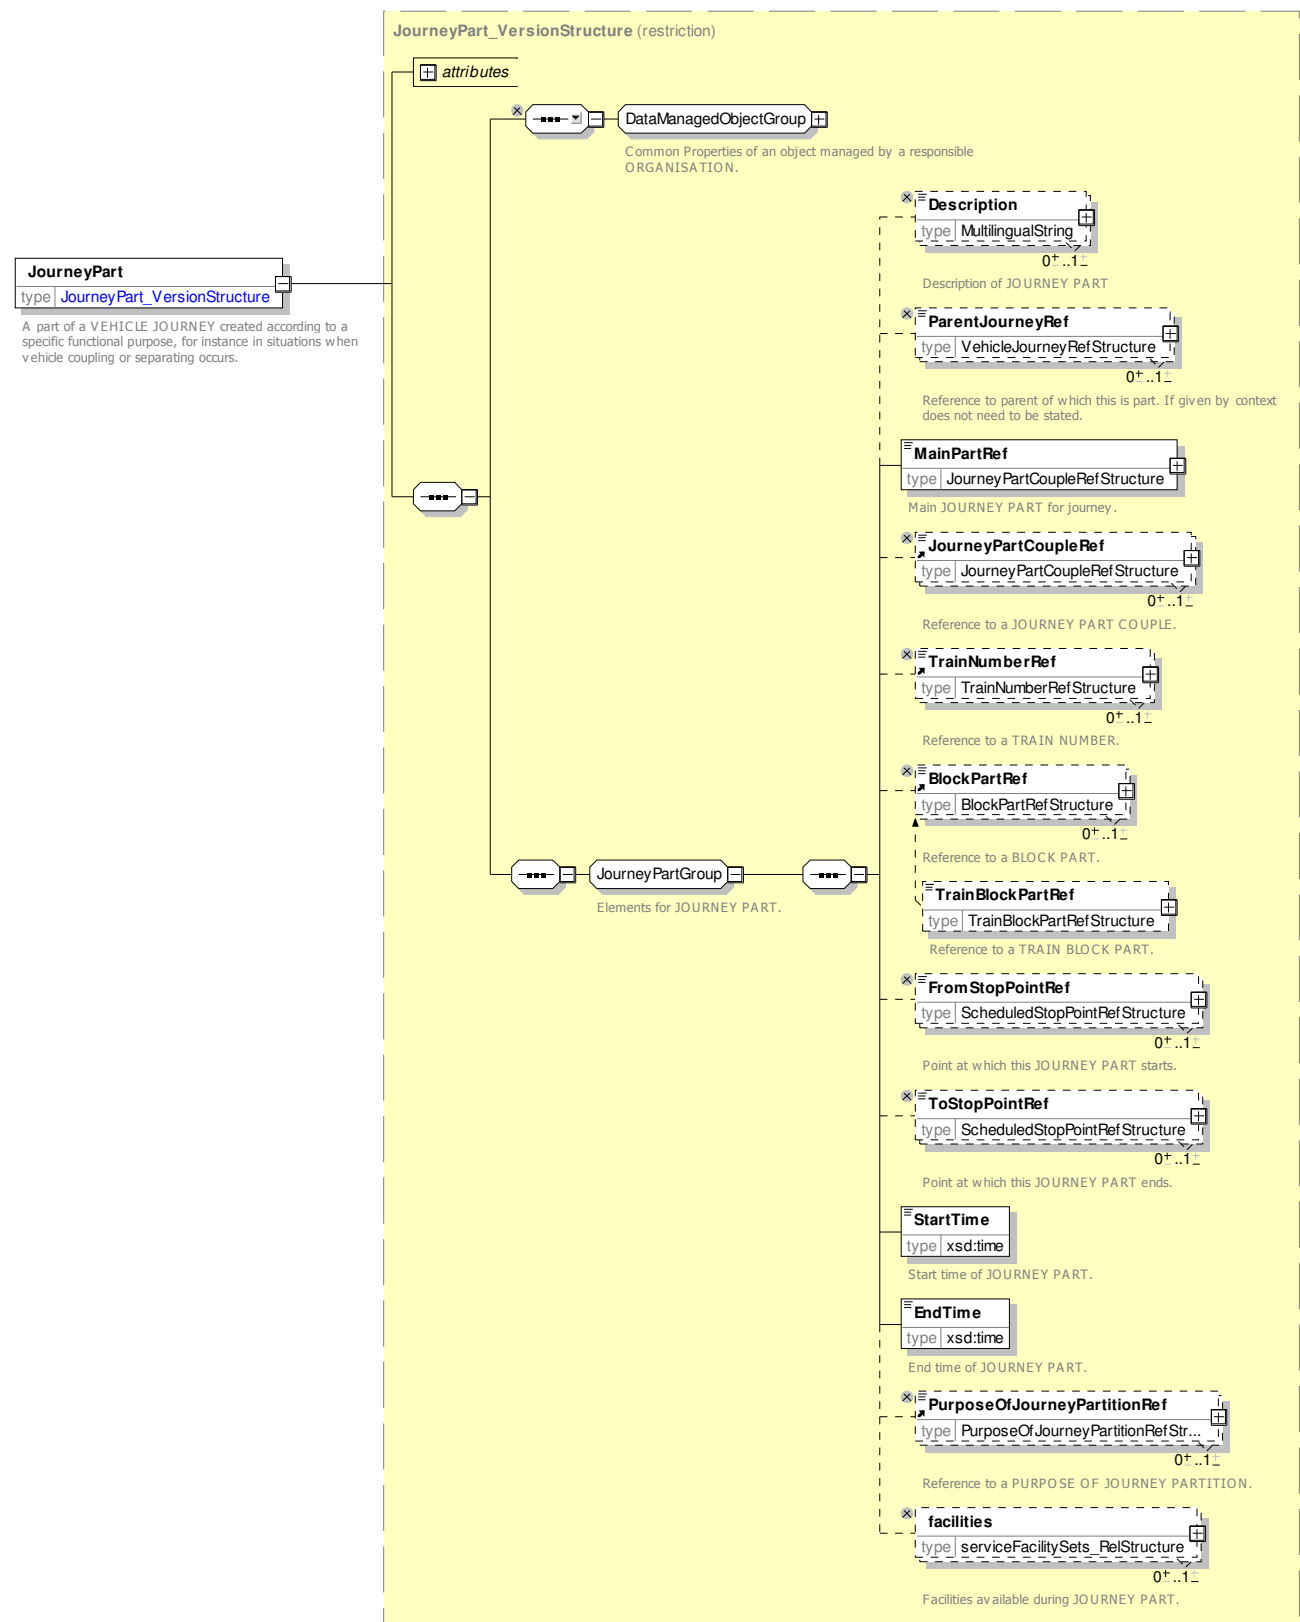 JourneyPart_VersionStructure (restriction)
attributes
DataManagedObjectGroup
Common Properties of an object managed by a responsible
ORGANISATION.
Description
type MultilingualString
0..1
Description of JOURNEY PART
JourneyPart
type JourneyPart_VersionStructure
A part of a VEHICLE JOURNEY created according to a
specific functional purpose, for instance in situations when
vehicle coupling or separating occurs.
ParentJourneyRef
type VehicleJourneyRefStructure
0..1
Reference to parent of which this is part. If given by context
does not need to be stated.
MainPartRef
type JourneyPartCoupleRefStructure
Main JOURNEY PART for journey.
JourneyPartCoupleRef
type JourneyPartCoupleRefStructure
0..1
Reference to a JOURNEY PART COUPLE.
TrainNumberRef
type TrainNumberRefStructure
0..1
Reference to a TRAIN NUMBER.
BlockPartRef
type BlockPartRefStructure
0..1
Reference to a BLOCK PART.
JourneyPartGroup
Elements for JOURNEY PART.
TrainBlockPartRef
type TrainBlockPartRefStructure
Reference to a TRAIN BLOCK PART.
FromStopPointRef
type ScheduledStopPointRefStructure
0..1
Point at which this JOURNEY PART starts.
ToStopPointRef
type ScheduledStopPointRefStructure
0..1
Point at which this JOURNEY PART ends.
StartTime
type xsd:time
Start time of JOURNEY PART.
EndTime
type xsd:time
End time of JOURNEY PART.
PurposeOfJourneyPartitionRef
type PurposeOfJourneyPartitionRefStr...
0..1
Reference to a PURPOSE OF JOURNEY PARTITION.
facilities
type serviceFacilitySets_RelStructure
0..1
Facilities available during JOURNEY PART.